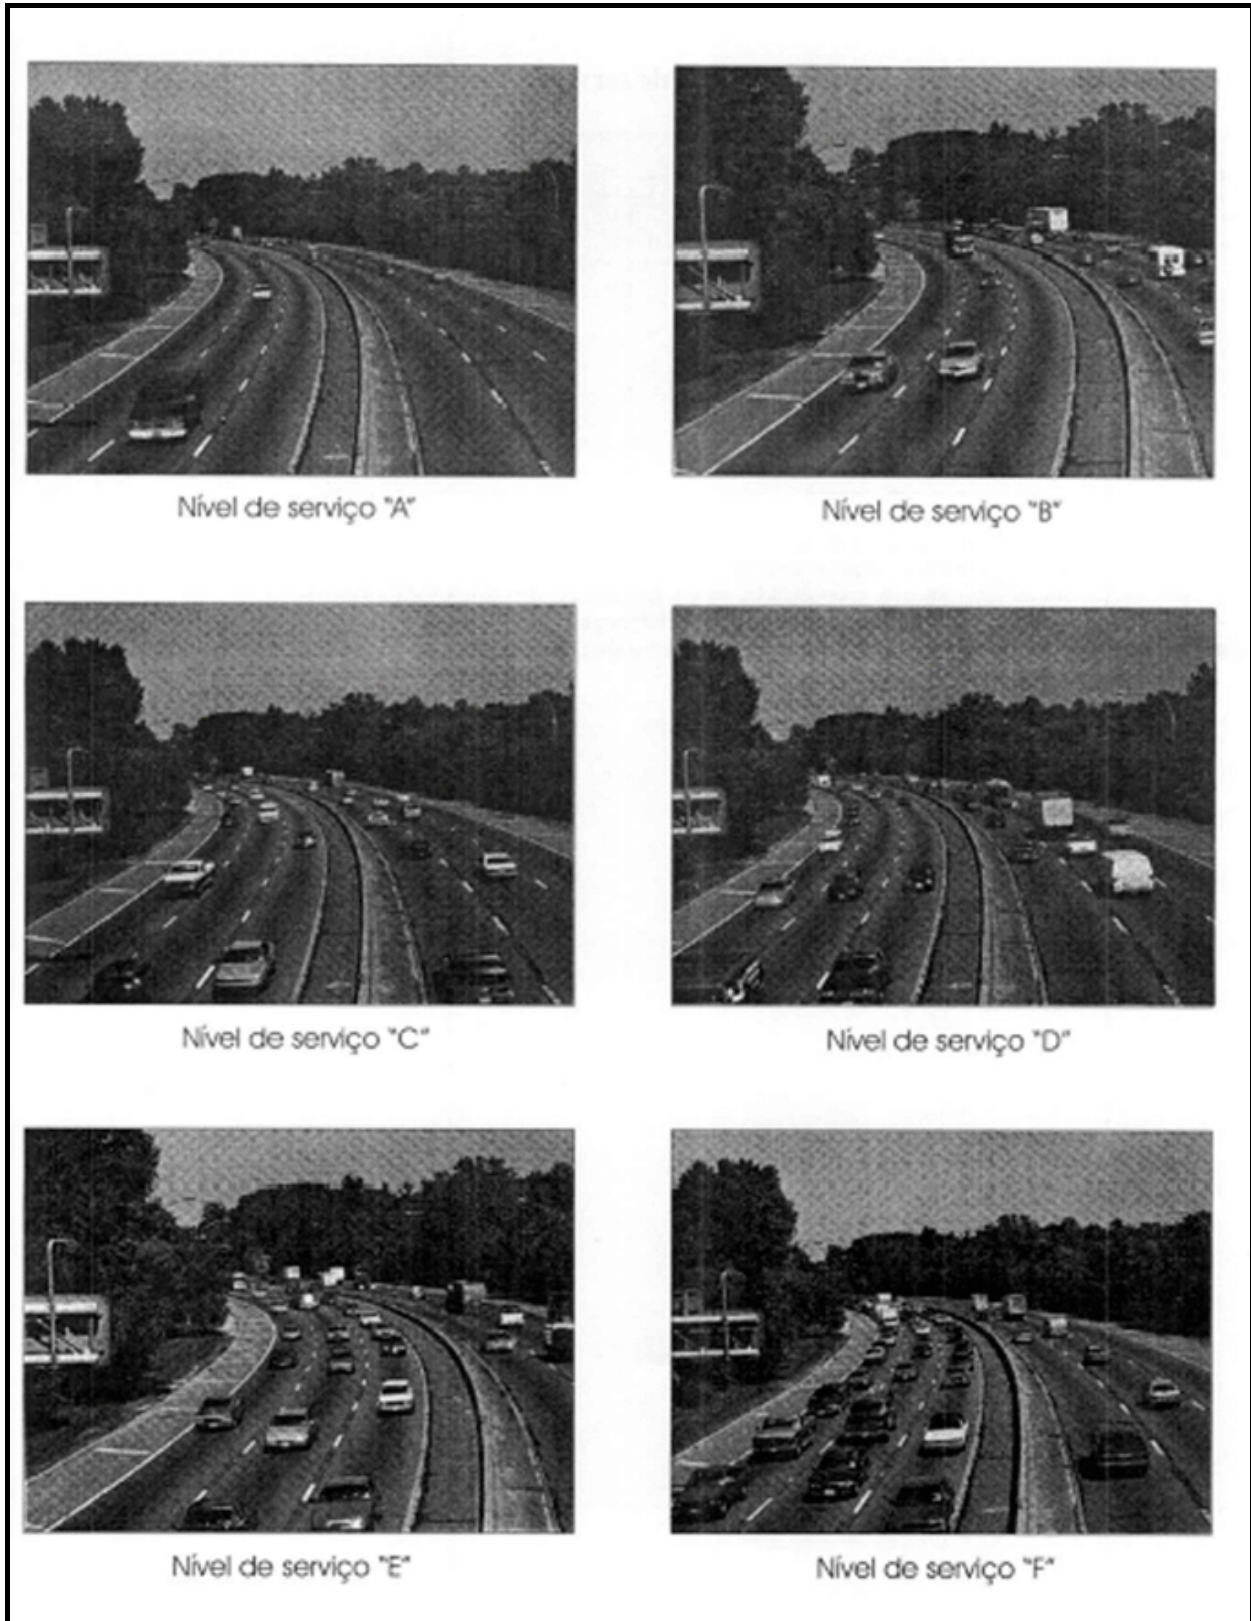 Nível de serviço "A"
Nível de serviço "B"
Nível de serviço "C"
Nível de serviço "D"
Nível de serviço "E"
Nível de serviço "F"